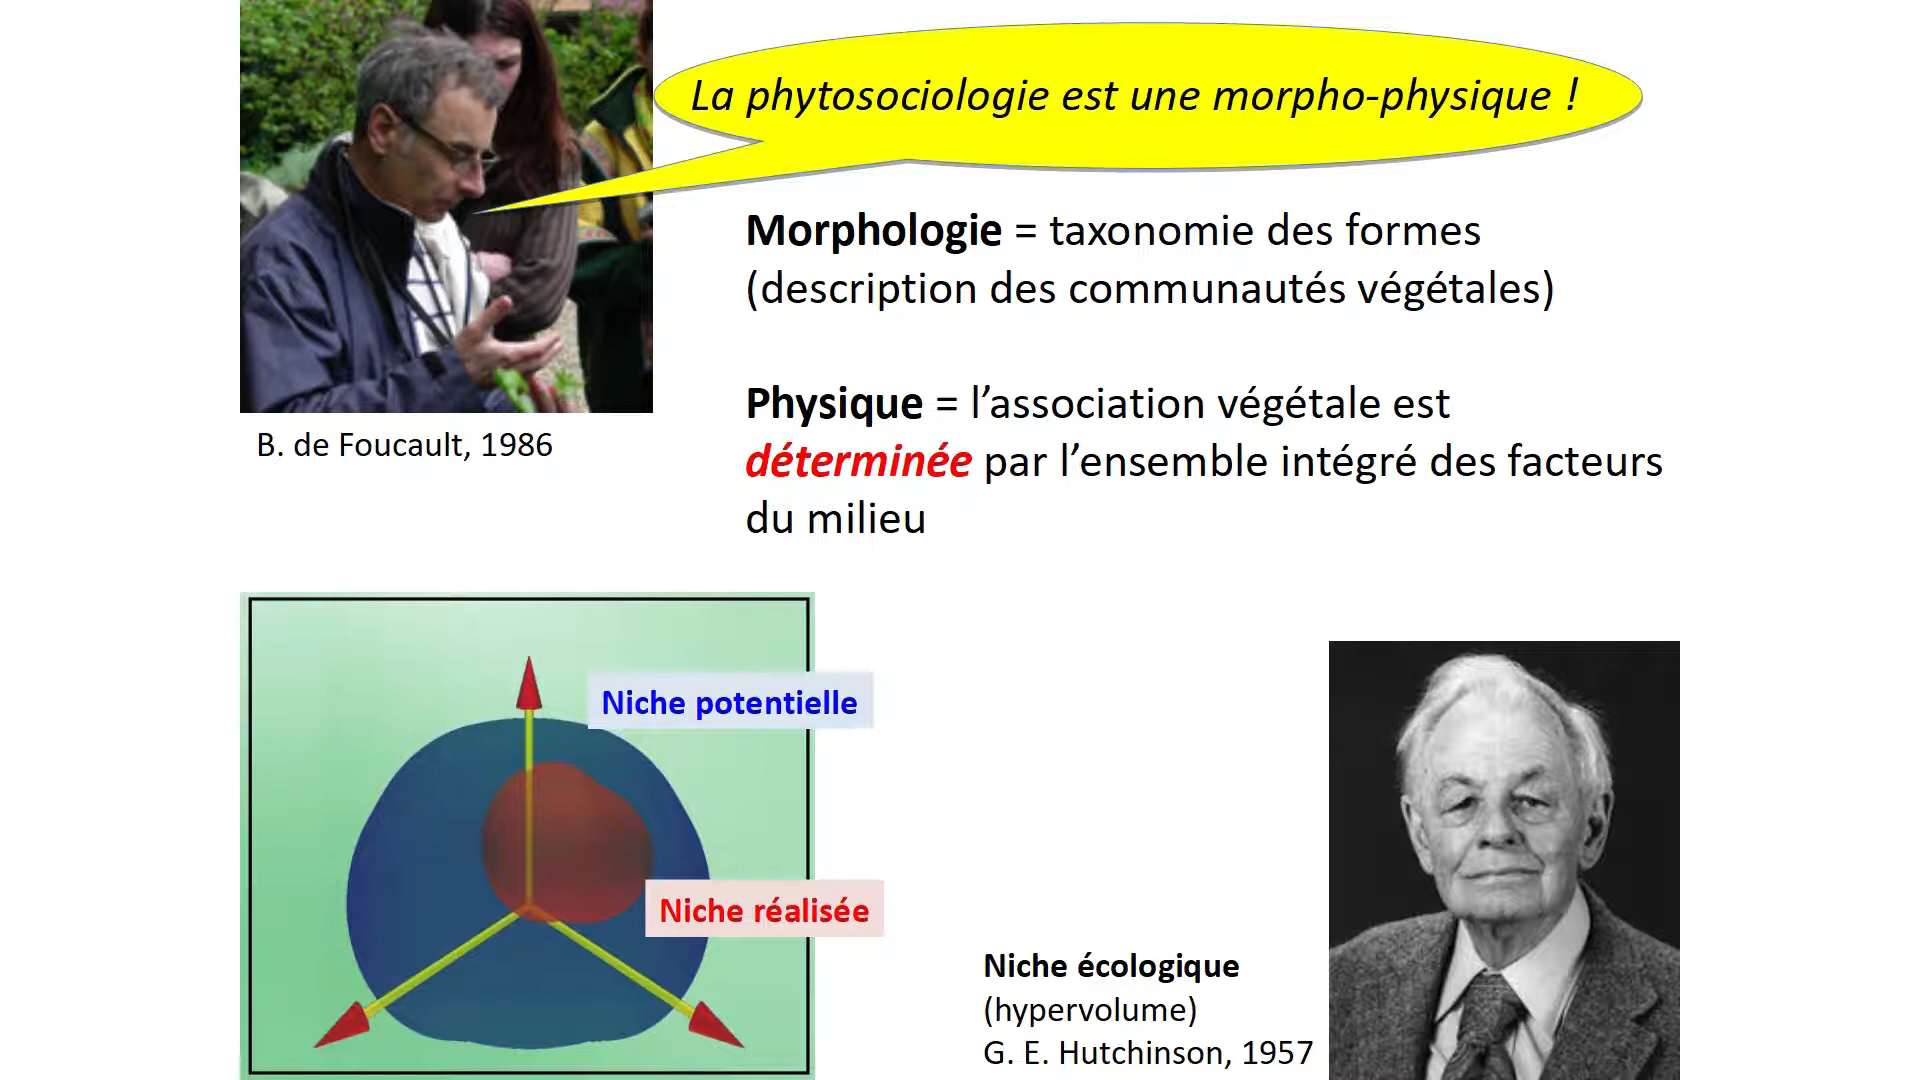 La phytosociologie est une morpho-physique !
Morphologie = taxonomie des formes
(description des communautés végétales)
Physique = l’association végétale est
déterminée par l’ensemble intégré des facteurs
du milieu
B. de Foucault, 1986
Niche potentielle
Niche réalisée
Niche écologique
(hypervolume)
G. E. Hutchinson, 1957